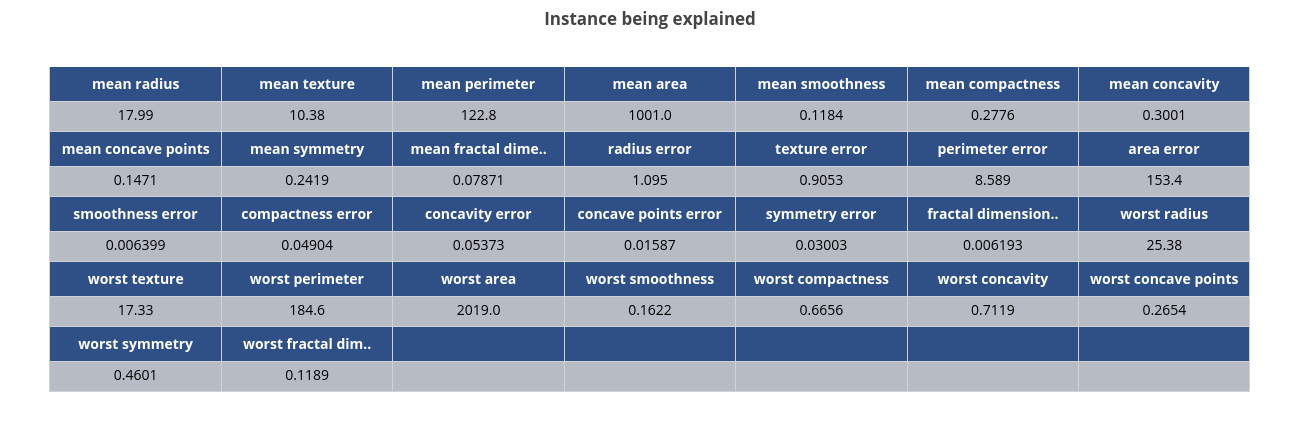 Instance being explained
mean radius mean texture mean perimeter mean area mean smoothness mean compactness mean concavity
17.99 10.38 122.8 1001.0 0.1184 0.2776 0.3001
mean concave points mean symmetry mean fractal dime.. radius error texture error perimeter error area error
0.1471 0.2419 0.07871 1.095 0.9053 8.589 153.4
smoothness error compactness error concavity error concave points error symmetry error fractal dimension.. worst radius
0.006399 0.04904 0.05373 0.01587 0.03003 0.006193 25.38
worst texture worst perimeter worst area worst smoothness worst compactness worst concavity worst concave points
17.33 184.6 2019.0 0.1622 0.6656 0.7119 0.2654
worst symmetry worst fractal dim..
0.4601 0.1189